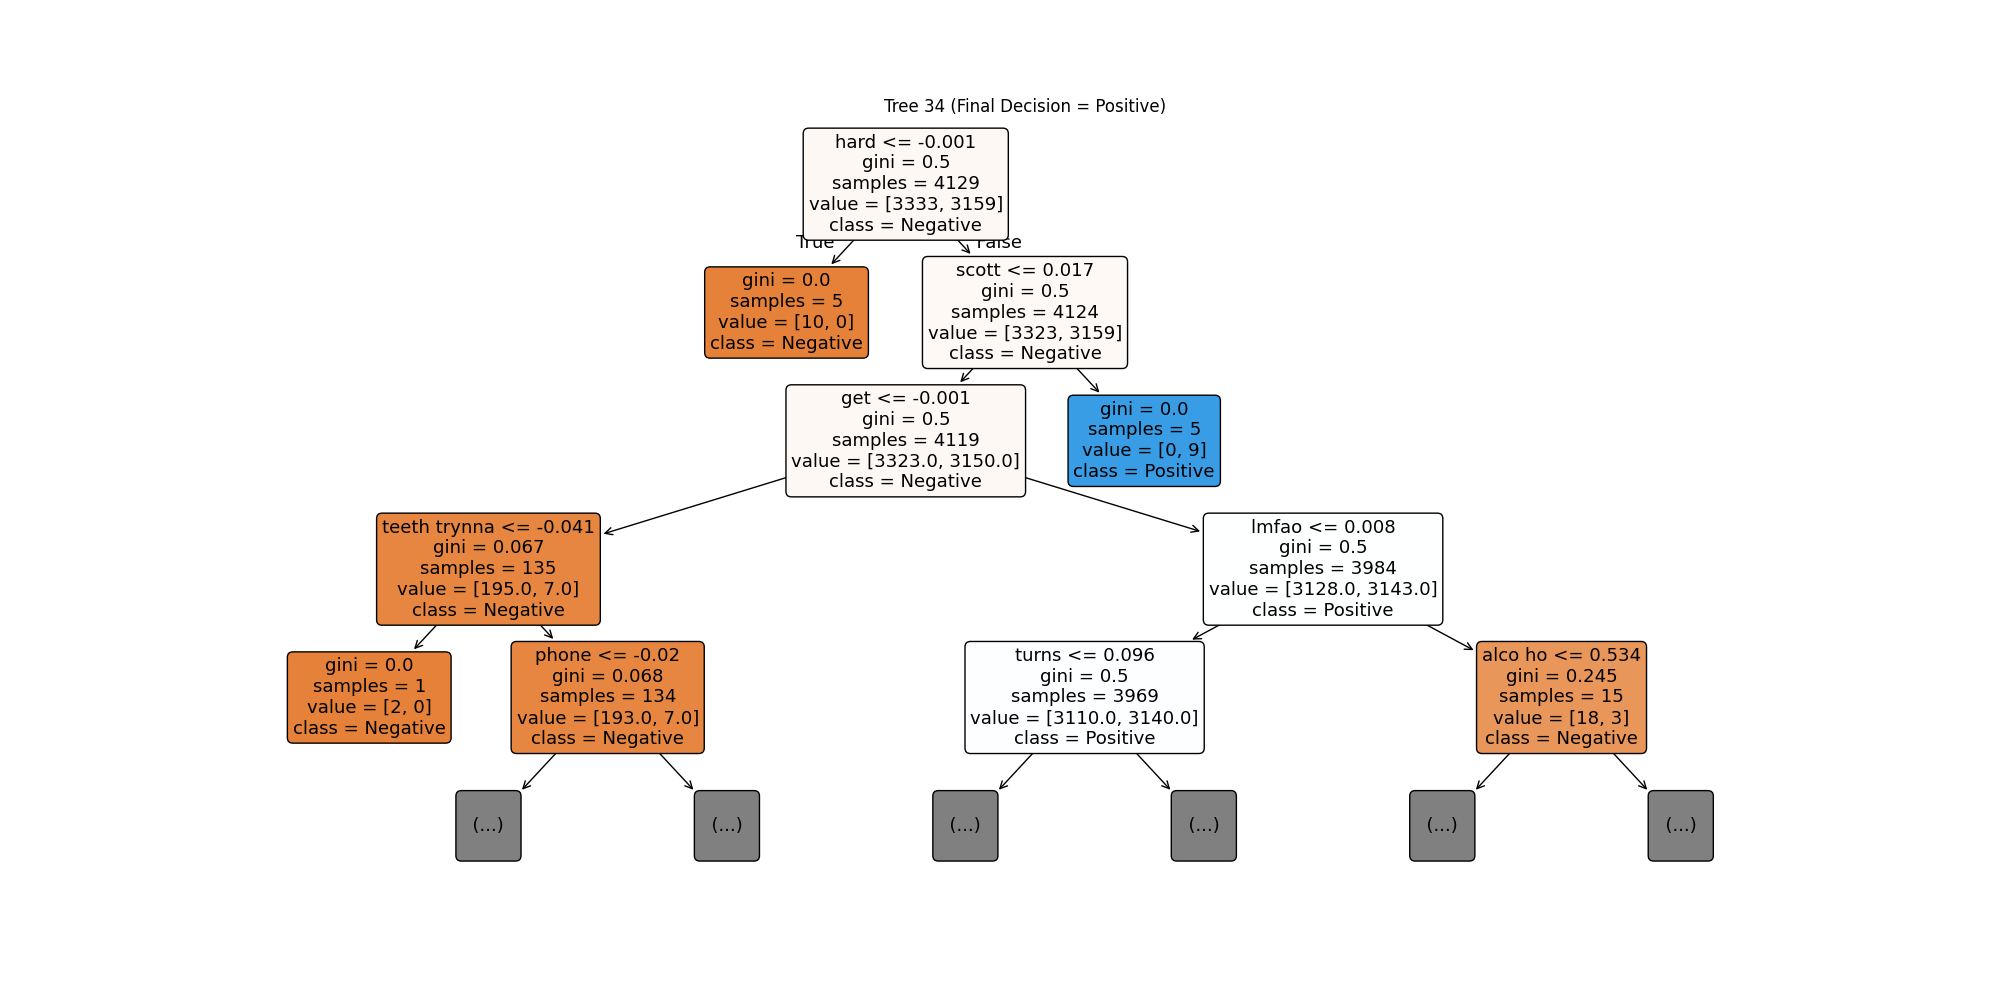 Tree 34 (Final Decision = Positive)
hard <= -0.001
gini = 0.5
samples = 4129
value = [3333, 3159]
class = Negative
True
False
gini = 0.0
samples = 5
value = [10, 0]
class = Negative
scott <= 0.017
gini = 0.5
samples = 4124
value = [3323, 3159]
class = Negative
get <= -0.001
gini = 0.5
samples = 4119
value = [3323.0, 3150.0]
class = Negative
gini = 0.0
samples = 5
value = [0, 9]
class = Positive
teeth trynna <= -0.041
gini = 0.067
samples = 135
value = [195.0, 7.0]
class = Negative
lmfao <= 0.008
gini = 0.5
samples = 3984
value = [3128.0, 3143.0]
class = Positive
gini = 0.0
samples = 1
value = [2, 0]
class = Negative
phone <= -0.02
gini = 0.068
samples = 134
value = [193.0, 7.0]
class = Negative
turns <= 0.096
gini = 0.5
samples = 3969
value = [3110.0, 3140.0]
class = Positive
alco ho <= 0.534
gini = 0.245
samples = 15
value = [18, 3]
class = Negative
(...)
(...)
(...)
(...)
(...)
(...)